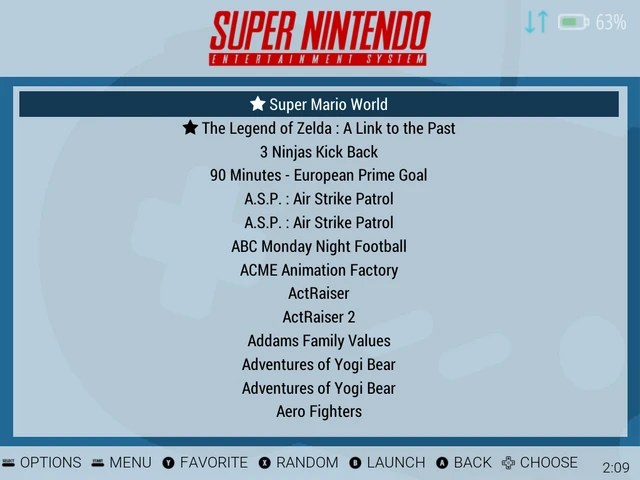 SUPER NINTENDO
ENTERTAINMENT SYSTEM
63%
Super Mario World
The Legend of Zelda : A Link to the Past
3 Ninjas Kick Back
90 Minutes - European Prime Goal
A.S.P. : Air Strike Patrol
A.S.P. : Air Strike Patrol
ABC Monday Night Football
ACME Animation Factory
ActRaiser
ActRaiser 2
Addams Family Values
Adventures of Yogi Bear
Adventures of Yogi Bear
Aero Fighters
SELECT OPTIONS START MENU Y FAVORITE X RANDOM B LAUNCH A BACK CHOOSE
2:09